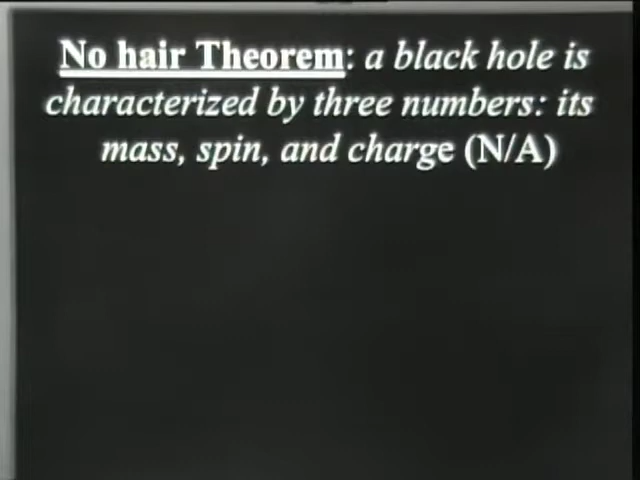 No hair Theorem: a black hole is
characterized by three numbers: its
mass, spin, and charge (N/A)